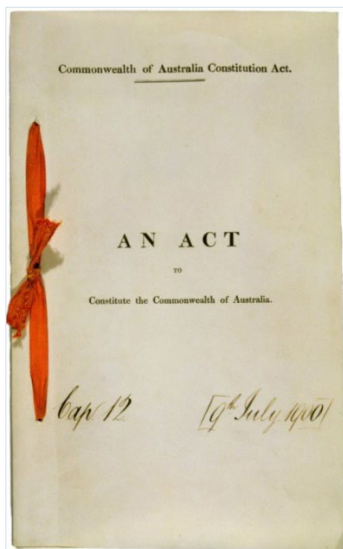 Commonwealth of Australia Constitution Act.
AN ACT
TO
Constitute the Commonwealth of Australia.
Cap 12 [9th July 1900]